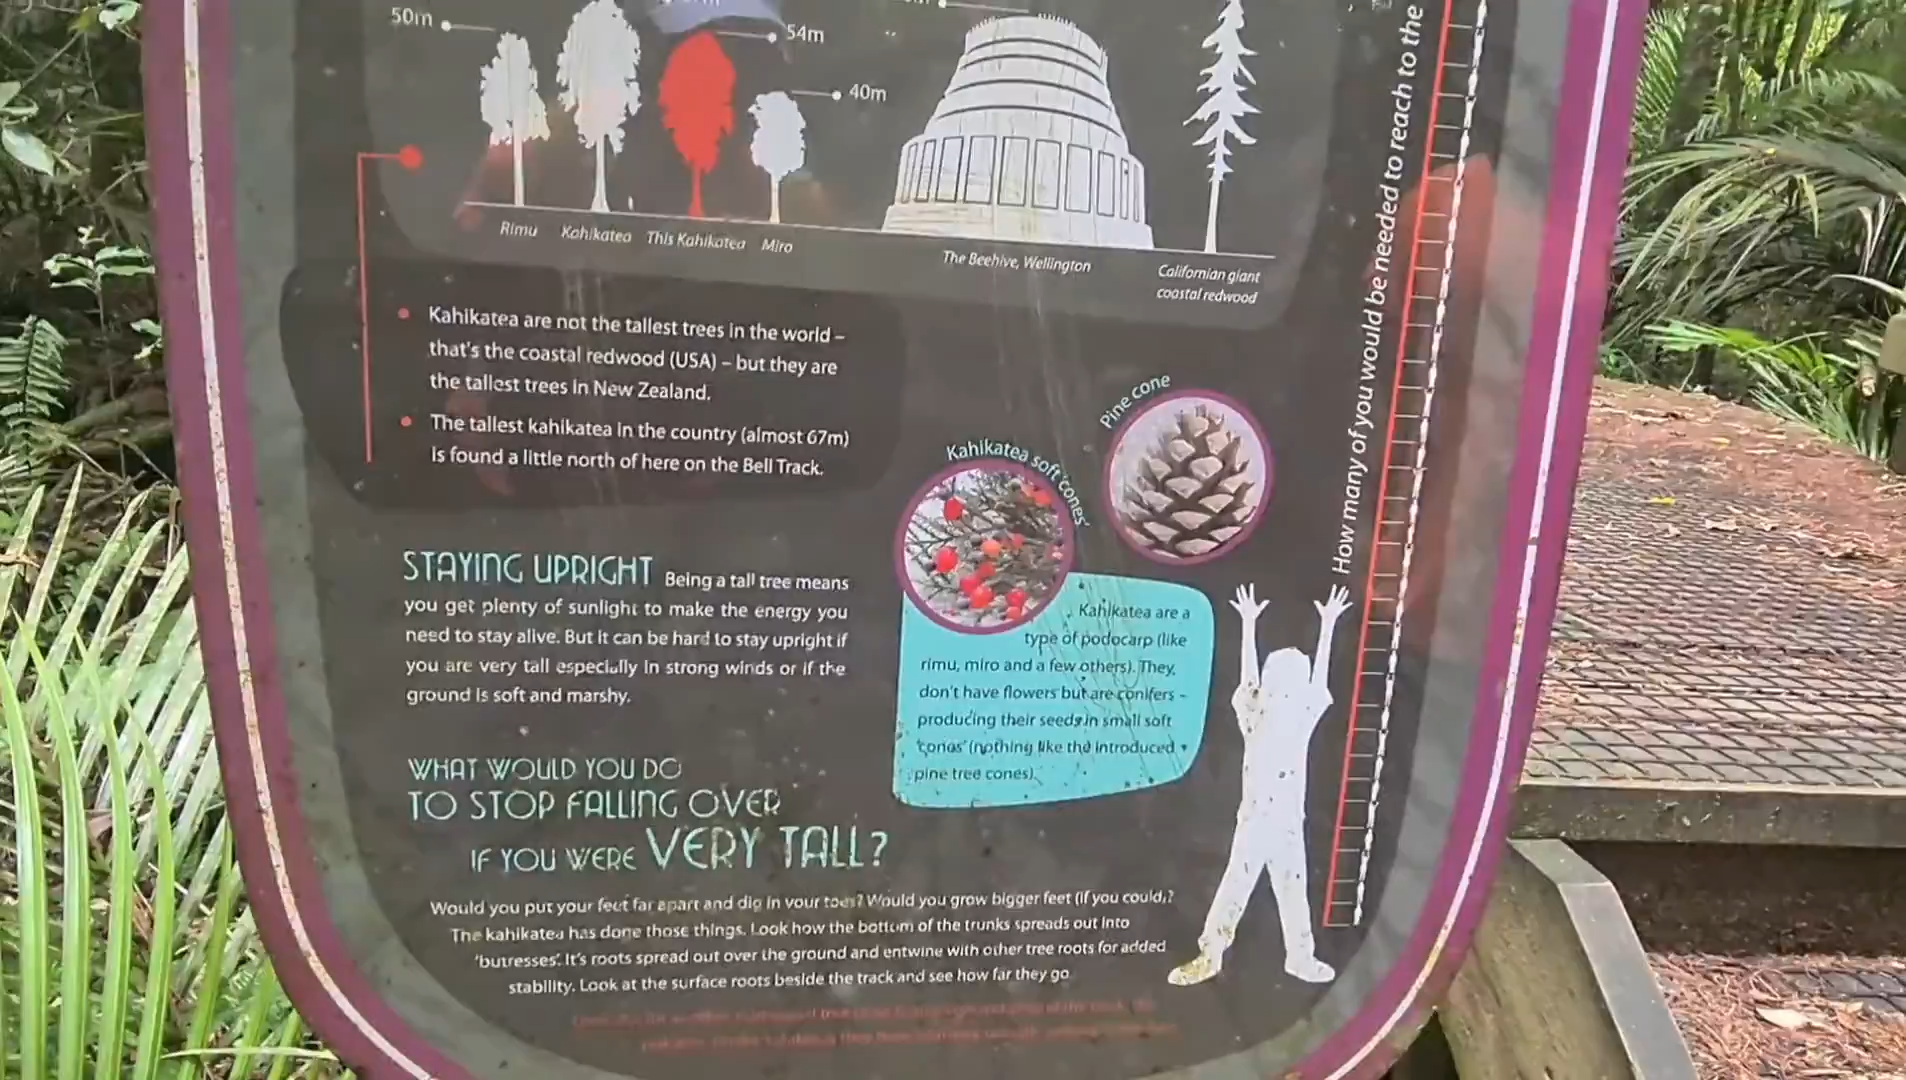 50m
54m
40m
Rimu
Kahikatea
This Kahikatea
Miro
The Beehive, Wellington
Californian giant
coastal redwood
How many of you would be needed to reach to the
Kahikatea are not the tallest trees in the world –
that's the coastal redwood (USA) – but they are
the tallest trees in New Zealand.
The tallest kahikatea in the country (almost 67m)
is found a little north of here on the Bell Track.
Pine cone
Kahikatea soft 'cones'
STAYING UPRIGHT Being a tall tree means
you get plenty of sunlight to make the energy you
need to stay alive. But it can be hard to stay upright if
you are very tall especially in strong winds or if the
ground is soft and marshy.
Kahikatea are a
type of podocarp (like
rimu, miro and a few others). They
don't have flowers but are conifers –
producing their seeds in small soft
'cones' (nothing like the introduced
pine tree cones).
WHAT WOULD YOU DO
TO STOP FALLING OVER
IF YOU WERE VERY TALL?
Would you put your feet far apart and dig in your toes? Would you grow bigger feet (if you could)?
The kahikatea has done those things. Look how the bottom of the trunks spreads out into
'butresses'. It's roots spread out over the ground and entwine with other tree roots for added
stability. Look at the surface roots beside the track and see how far they go